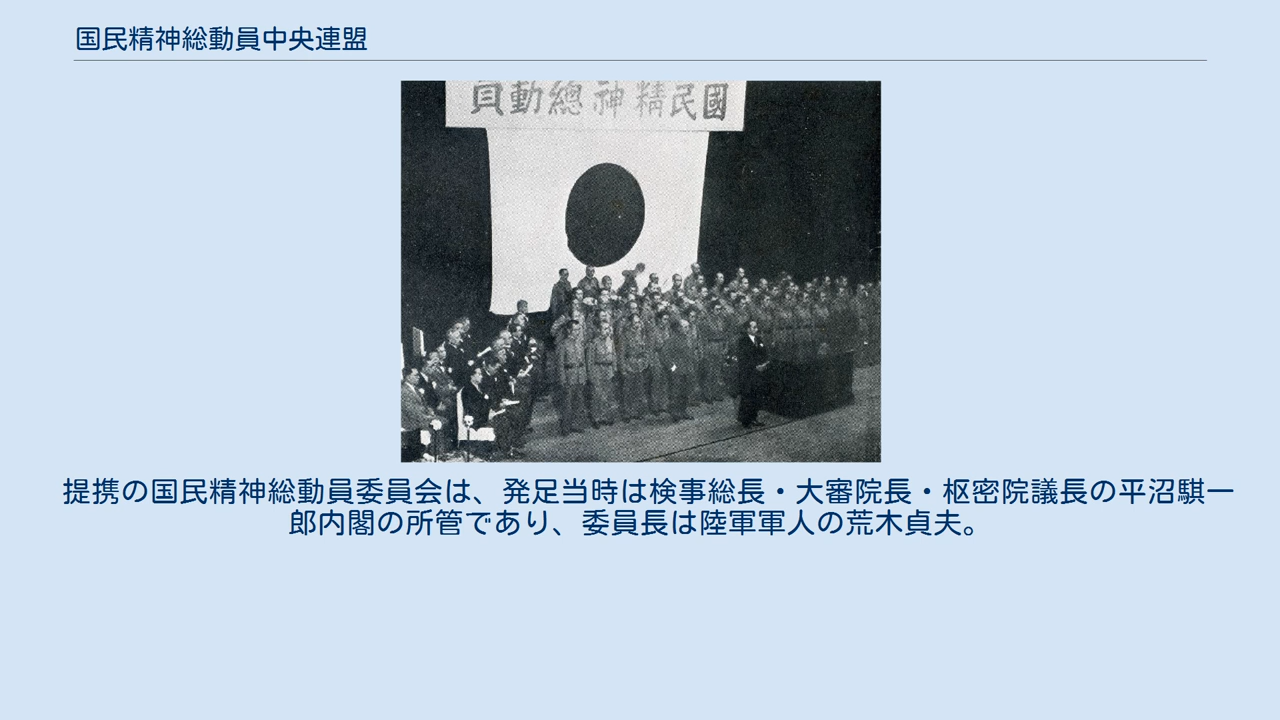 国民精神総動員中央連盟
員動總神精民國
提携の国民精神総動員委員会は、発足当時は検事総長・大審院長・枢密院議長の平沼騏一
郎内閣の所管であり、委員長は陸軍軍人の荒木貞夫。